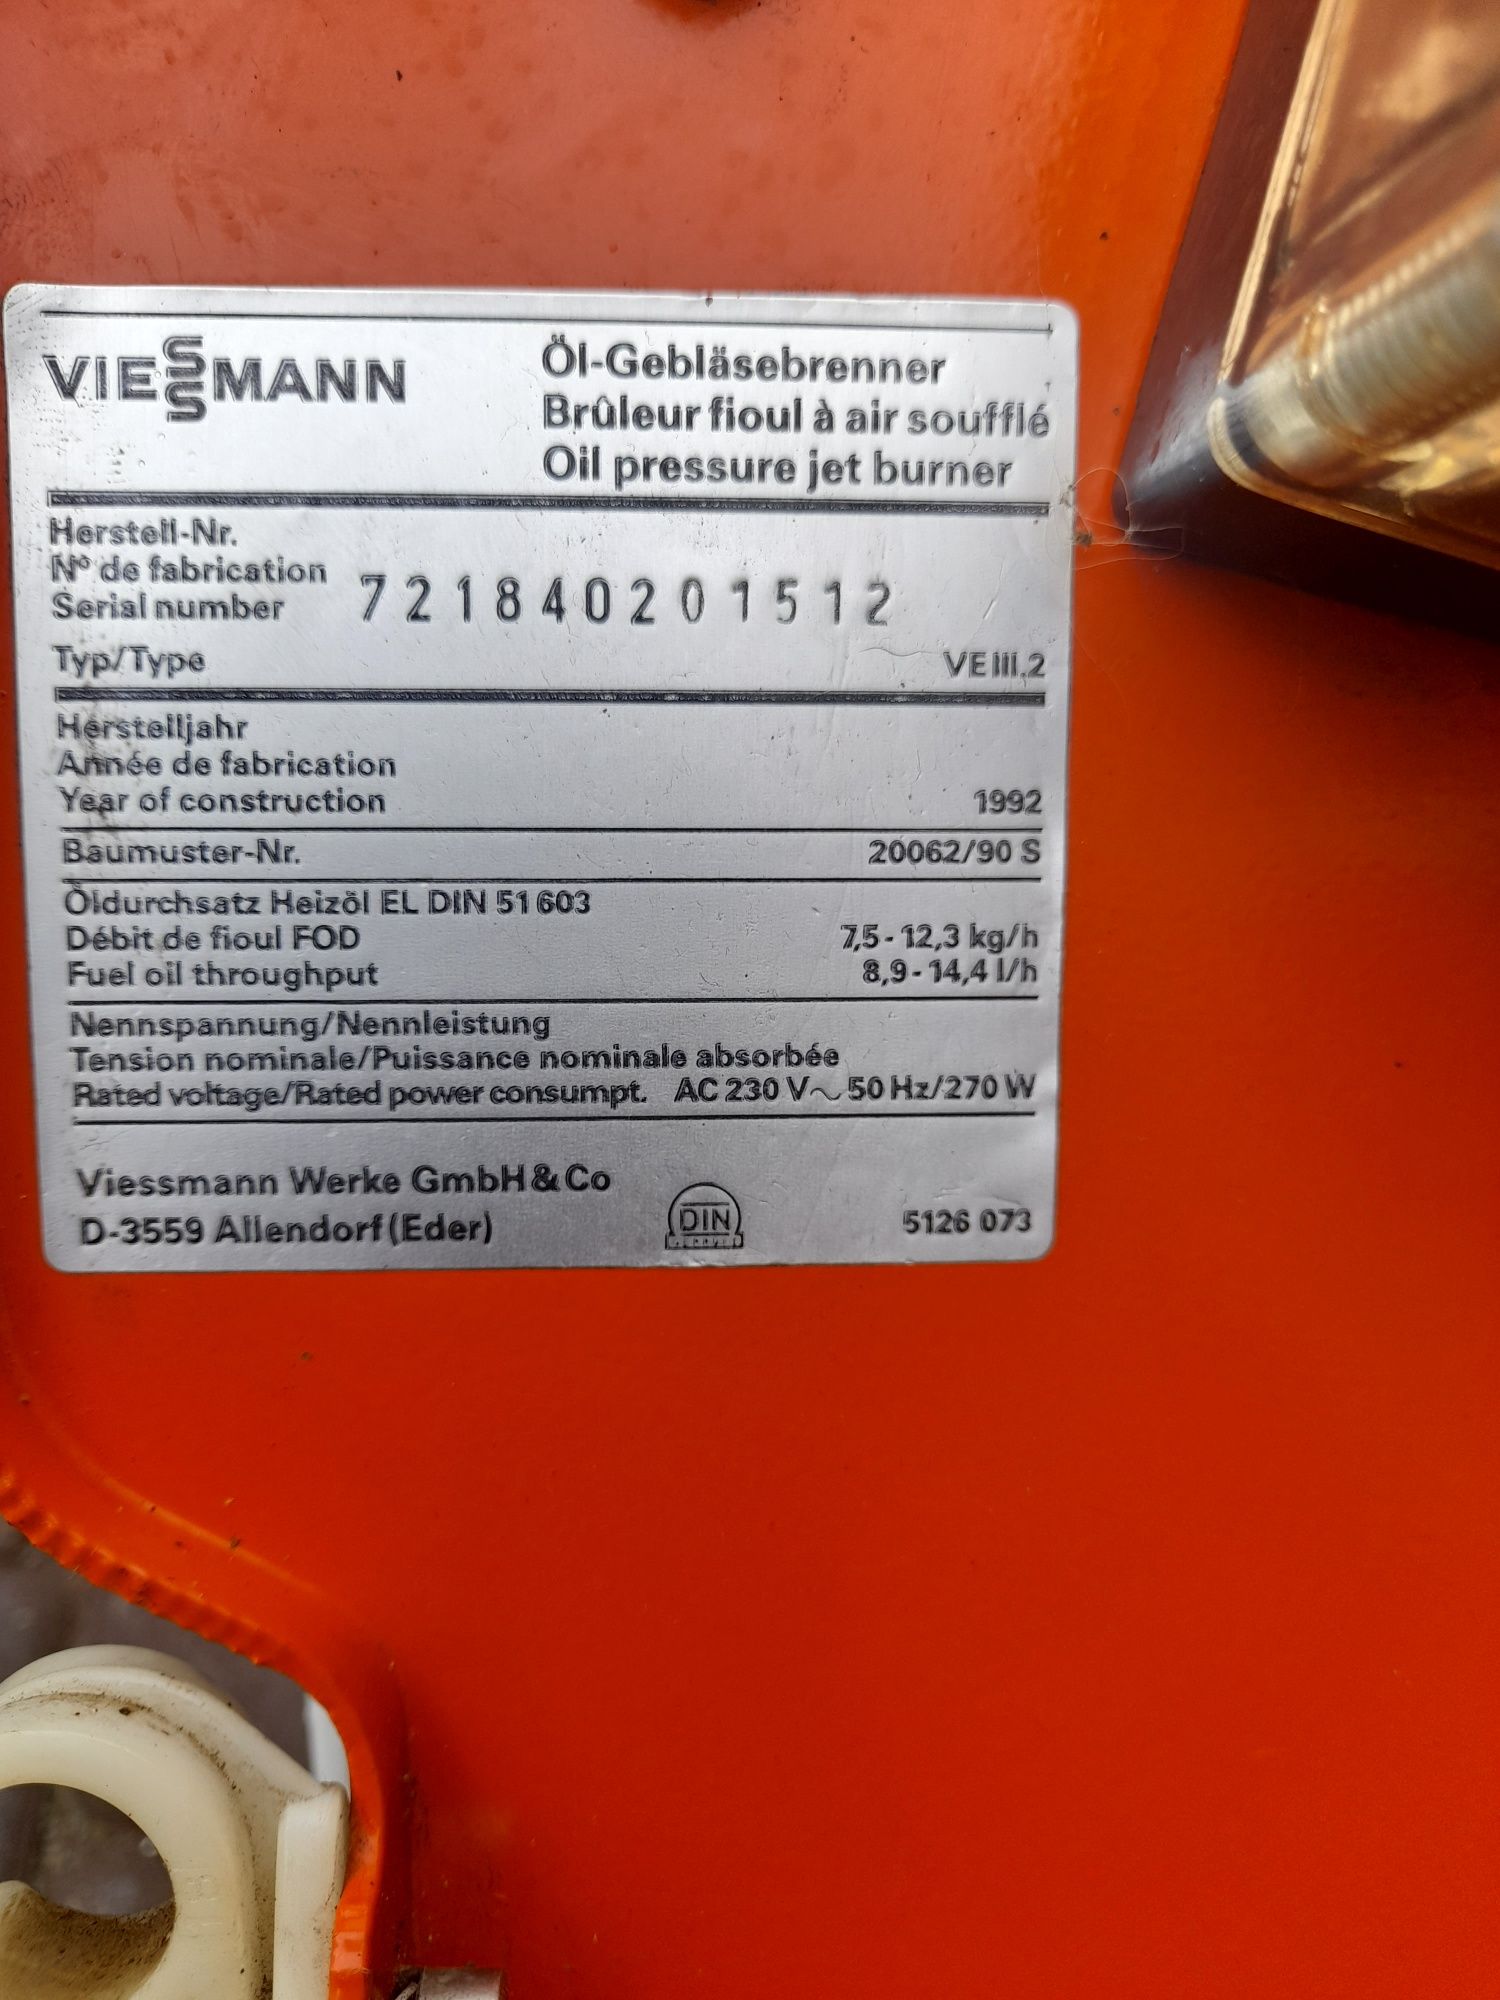 VIESSMANN
Öl-Gebläsebrenner
Brûleur fioul à air soufflé
Oil pressure jet burner
Herstell-Nr.
N° de fabrication
Serial number 721840201512
Typ/Type VE III.2
Herstelljahr
Année de fabrication
Year of construction 1992
Baumuster-Nr. 20062/90 S
Öldurchsatz Heizöl EL DIN 51 603
Débit de fioul FOD 7,5-12,3 kg/h
Fuel oil throughput 8,9-14,4 l/h
Nennspannung/Nennleistung
Tension nominale/Puissance nominale absorbée
Rated voltage/Rated power consumpt. AC 230 V~ 50 Hz/270 W
Viessmann Werke GmbH & Co
D-3559 Allendorf (Eder)
DIN
5126 073